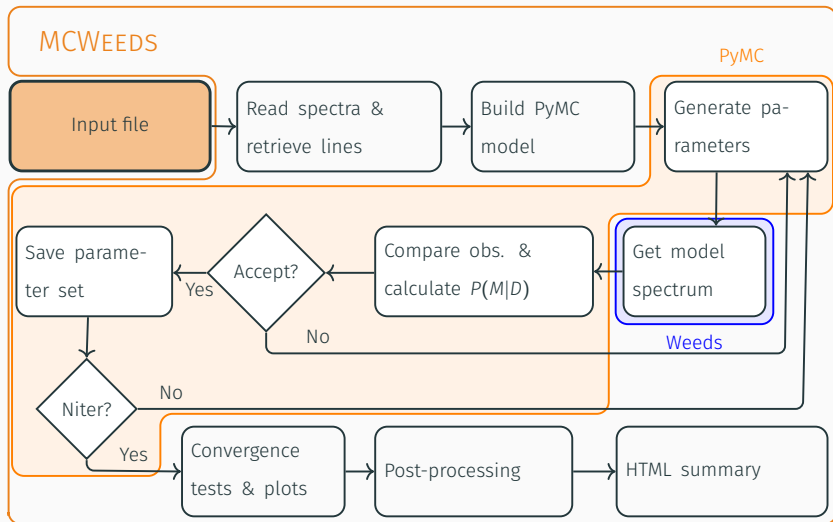 MCWEEDS
PyMC
Input file
Read spectra &
retrieve lines
Build PyMC
model
Generate pa-
rameters
Save parame-
ter set
Yes
Accept?
Compare obs. &
calculate P(M|D)
Get model
spectrum
No
Weeds
No
Niter?
Yes
Convergence
tests & plots
Post-processing
HTML summary